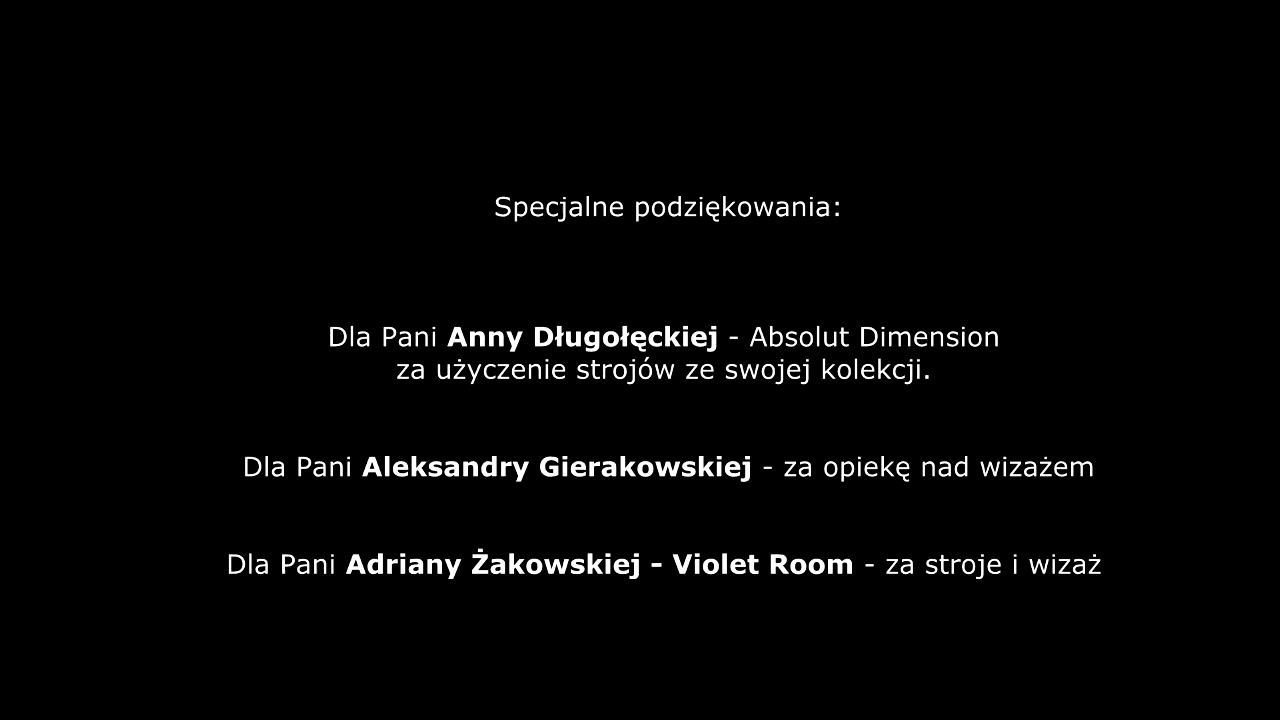 Specjalne podziękowania:
Dla Pani Anny Długołęckiej - Absolut Dimension
za użyczenie strojów ze swojej kolekcji.
Dla Pani Aleksandry Gierakowskiej - za opiekę nad wizażem
Dla Pani Adriany Żakowskiej - Violet Room - za stroje i wizaż